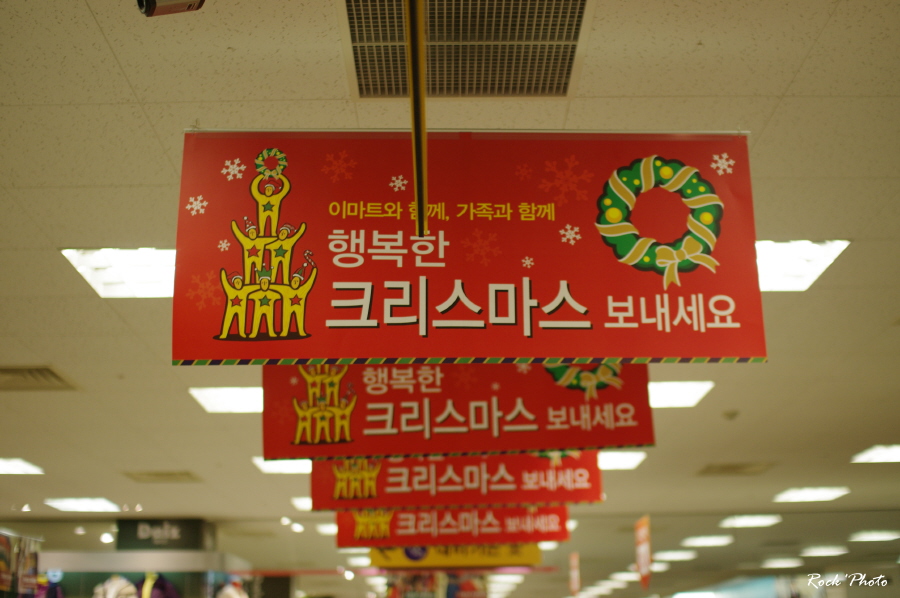 이마트와 함께, 가족과 함께
행복한
크리스마스 보내세요
행복한
크리스마스 보내세요
크리스마스 보내세요
크리스마스 보내세요
Rock'Photo